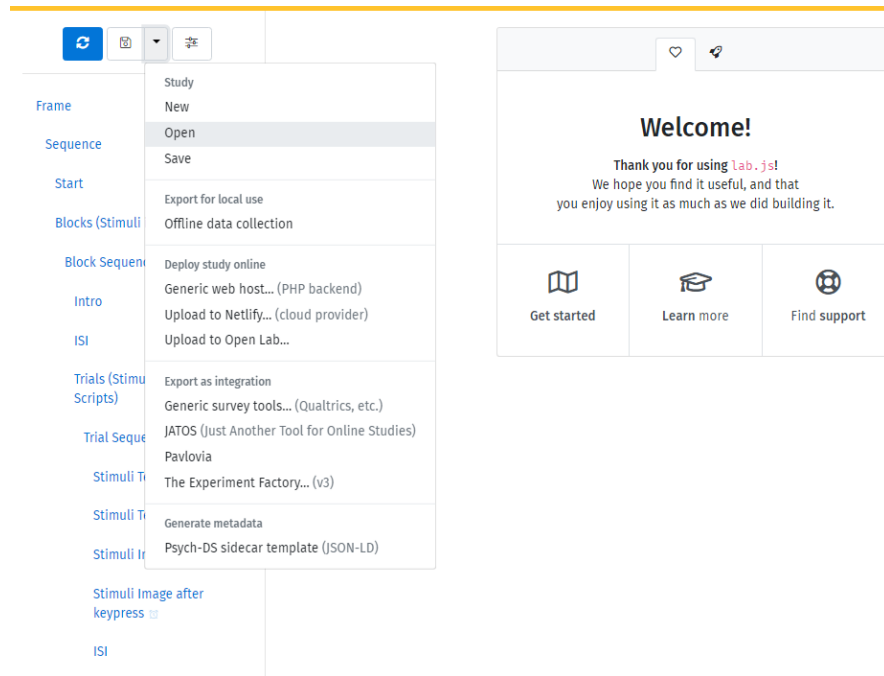 Frame
Sequence
Start
Blocks (Stimuli
Block Sequen
Intro
ISI
Trials (Stimu
Scripts)
Trial Seque
Stimuli T
Stimuli T
Stimuli I
Stimuli Image after
keypress
ISI
Study
New
Open
Save
Export for local use
Offline data collection
Deploy study online
Generic web host... (PHP backend)
Upload to Netlify... (cloud provider)
Upload to Open Lab...
Export as integration
Generic survey tools... (Qualtrics, etc.)
JATOS (Just Another Tool for Online Studies)
Pavlovia
The Experiment Factory... (v3)
Generate metadata
Psych-DS sidecar template (JSON-LD)
Welcome!
Thank you for using lab.js!
We hope you find it useful, and that
you enjoy using it as much as we did building it.
Get started
Learn more
Find support